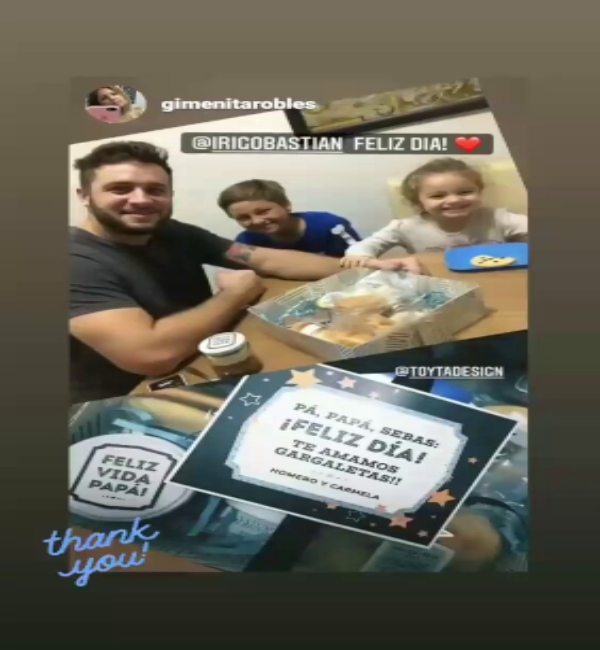 gimenitarobles
@IRICOBASTIAN FELIZ DIA! ❤️
@TOYTADESIGN
PÁ, PAPÁ, SEBAS:
¡FELIZ DÍA!
TE AMAMOS
GARGALETAS!!
HOMERO Y CARMELA
FELIZ
VIDA
PAPÁ!
thank
you!